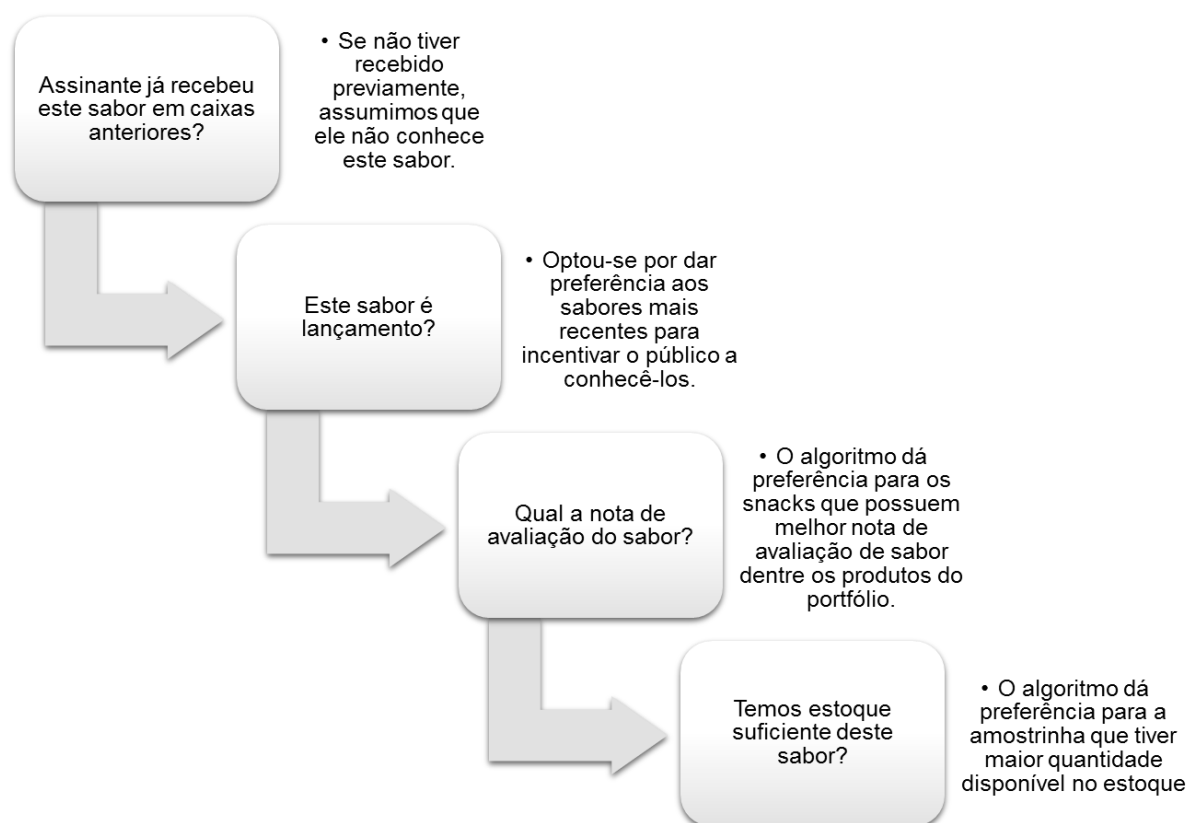 Assinante já recebeu
este sabor em caixas
anteriores?
• Se não tiver
recebido
previamente,
assumimos que
ele não conhece
este sabor.
Este sabor é
lançamento?
• Optou-se por dar
preferência aos
sabores mais
recentes para
incentivar o público a
conhecê-los.
Qual a nota de
avaliação do sabor?
• O algoritmo dá
preferência para os
snacks que possuem
melhor nota de
avaliação de sabor
dentre os produtos do
portfólio.
Temos estoque
suficiente deste
sabor?
• O algoritmo dá
preferência para a
amostrinha que tiver
maior quantidade
disponível no estoque